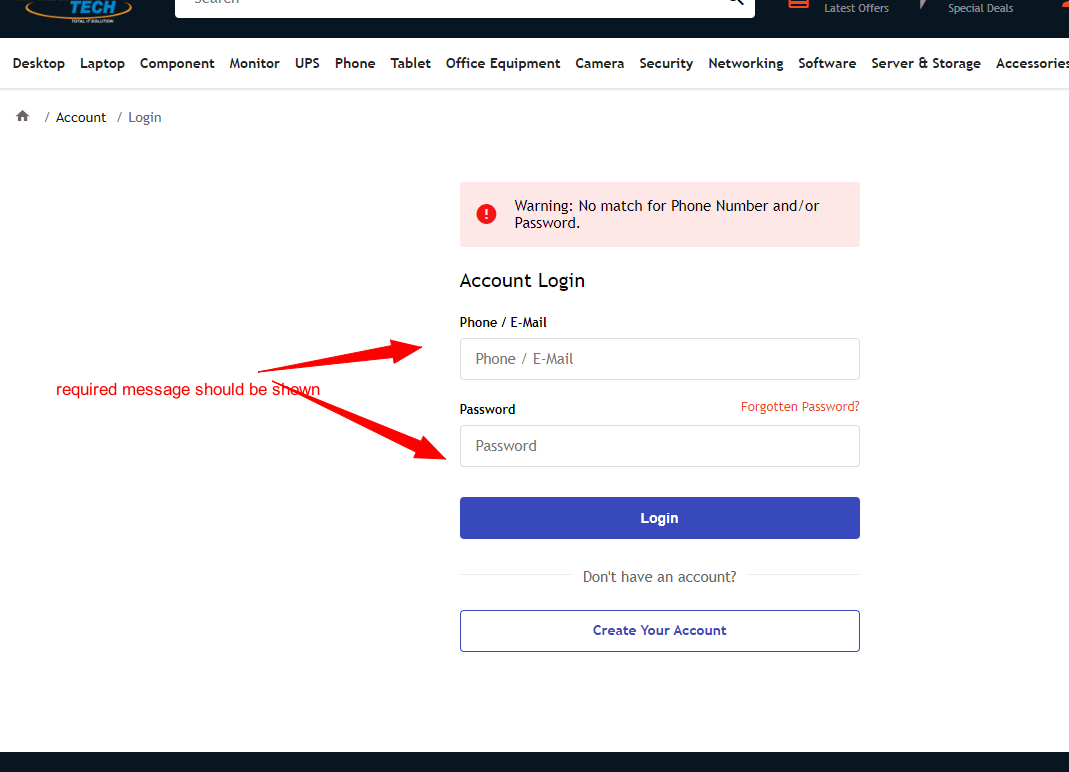 TECH
TOTAL IT SOLUTION
Search
Latest Offers
Special Deals
Desktop Laptop Component Monitor UPS Phone Tablet Office Equipment Camera Security Networking Software Server & Storage Accessories
/ Account / Login
Warning: No match for Phone Number and/or
Password.
Account Login
Phone / E-Mail
Phone / E-Mail
required message should be shown
Password Forgotten Password?
Password
Login
Don't have an account?
Create Your Account